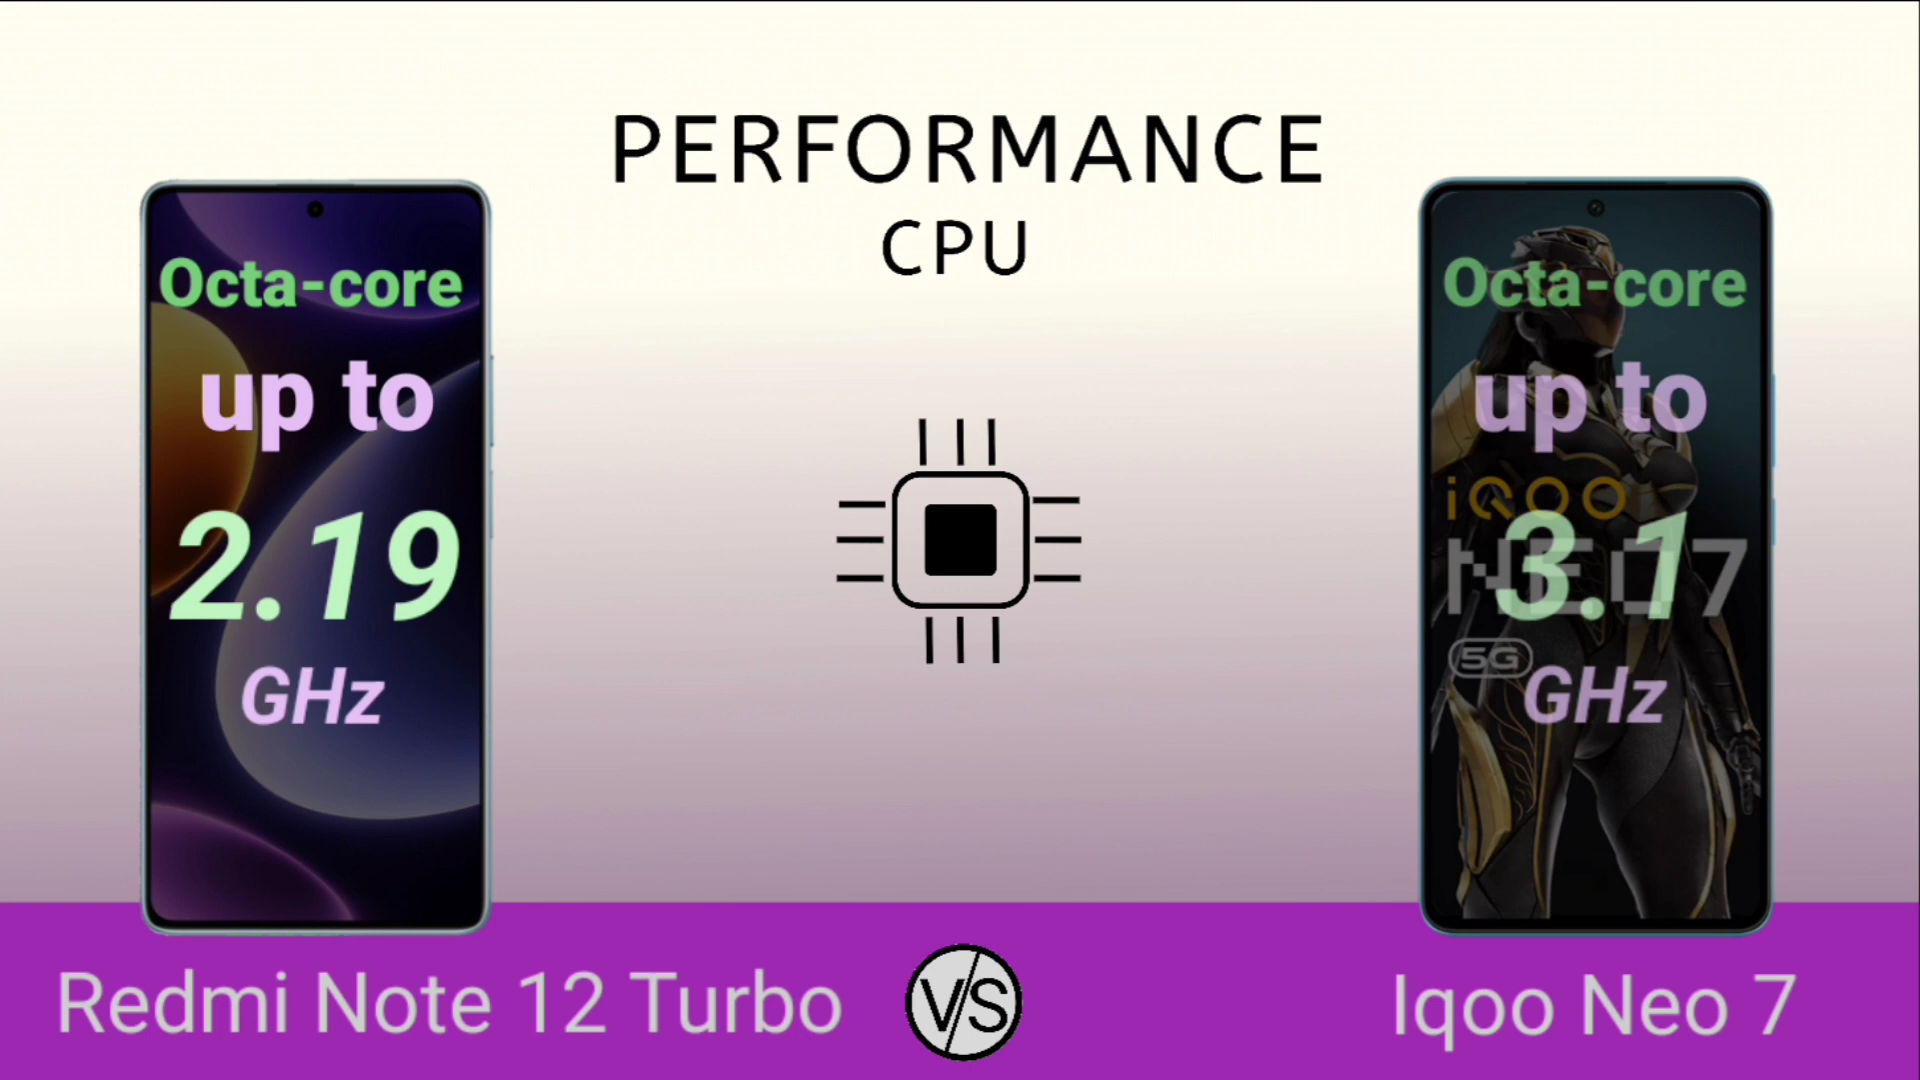 PERFORMANCE
CPU
Octa-core
up to
2.19
GHz
Octa-core
up to
iQOO
3.1
NEO7
5G
GHz
Redmi Note 12 Turbo
VS
Iqoo Neo 7